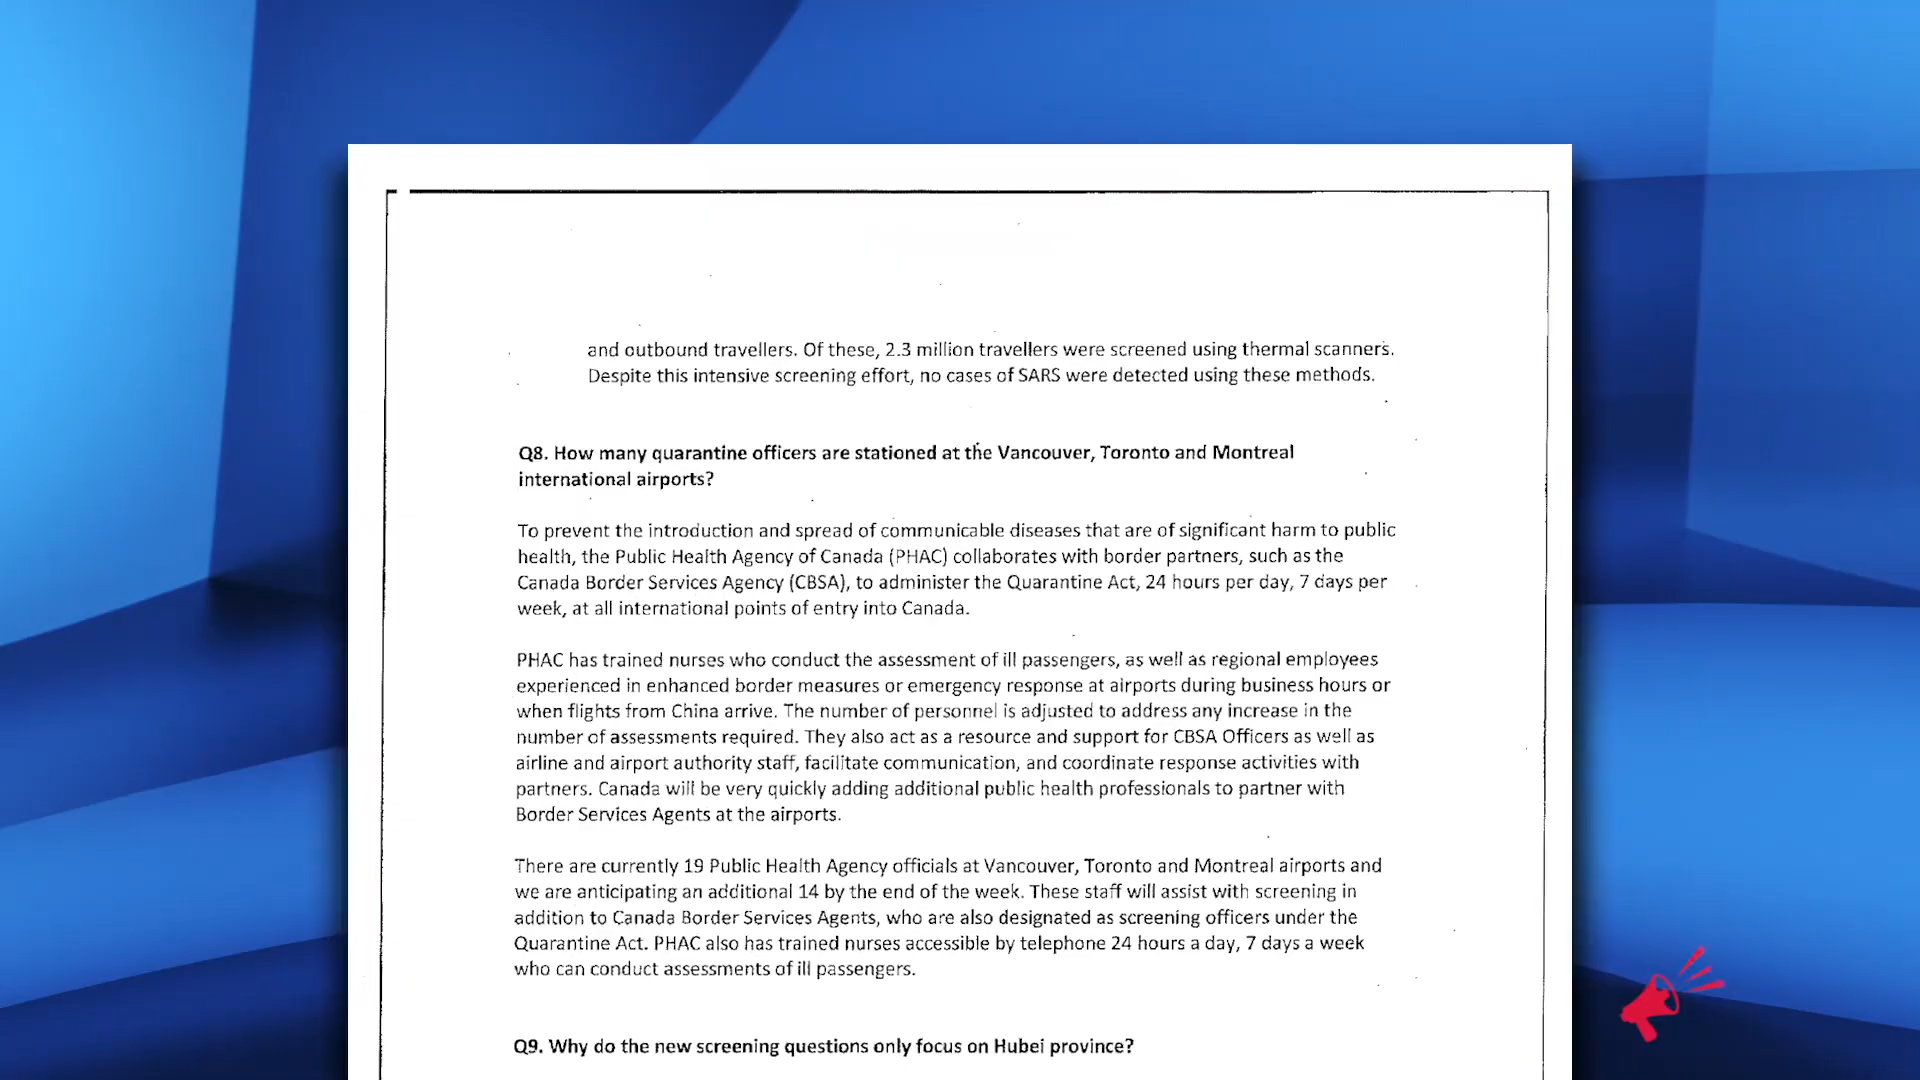 and outbound travellers. Of these, 2.3 million travellers were screened using thermal scanners.
Despite this intensive screening effort, no cases of SARS were detected using these methods.
Q8. How many quarantine officers are stationed at the Vancouver, Toronto and Montreal
international airports?
To prevent the introduction and spread of communicable diseases that are of significant harm to public
health, the Public Health Agency of Canada (PHAC) collaborates with border partners, such as the
Canada Border Services Agency (CBSA), to administer the Quarantine Act, 24 hours per day, 7 days per
week, at all international points of entry into Canada.
PHAC has trained nurses who conduct the assessment of ill passengers, as well as regional employees
experienced in enhanced border measures or emergency response at airports during business hours or
when flights from China arrive. The number of personnel is adjusted to address any increase in the
number of assessments required. They also act as a resource and support for CBSA Officers as well as
airline and airport authority staff, facilitate communication, and coordinate response activities with
partners. Canada will be very quickly adding additional public health professionals to partner with
Border Services Agents at the airports.
There are currently 19 Public Health Agency officials at Vancouver, Toronto and Montreal airports and
we are anticipating an additional 14 by the end of the week. These staff will assist with screening in
addition to Canada Border Services Agents, who are also designated as screening officers under the
Quarantine Act. PHAC also has trained nurses accessible by telephone 24 hours a day, 7 days a week
who can conduct assessments of ill passengers.
Q9. Why do the new screening questions only focus on Hubei province?